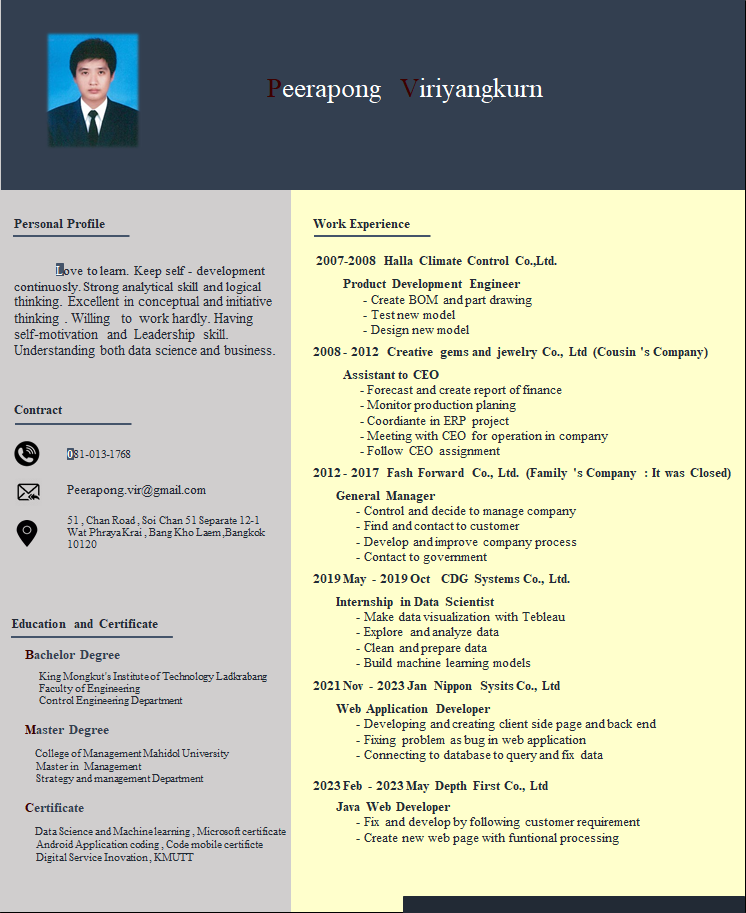 Peerapong Viriyangkurn
Personal Profile
Love to learn. Keep self - development
continuosly. Strong analytical skill and logical
thinking. Excellent in conceptual and initiative
thinking . Willing to work hardly. Having
self-motivation and Leadership skill.
Understanding both data science and business.
Contract
081-013-1768
Peerapong.vir@gmail.com
51 , Chan Road , Soi Chan 51 Separate 12-1
Wat Phraya Krai , Bang Kho Laem ,Bangkok
10120
Education and Certificate
Bachelor Degree
King Mongkut's Institute of Technology Ladkrabang
Faculty of Engineering
Control Engineering Department
Master Degree
College of Management Mahidol University
Master in Management
Strategy and management Department
Certificate
Data Science and Machine learning , Microsoft certificate
Android Application coding , Code mobile certificte
Digital Service Inovation , KMUTT
Work Experience
2007-2008 Halla Climate Control Co.,Ltd.
Product Development Engineer
- Create BOM and part drawing
- Test new model
- Design new model
2008 - 2012 Creative gems and jewelry Co., Ltd (Cousin 's Company)
Assistant to CEO
- Forecast and create report of finance
- Monitor production planing
- Coordiante in ERP project
- Meeting with CEO for operation in company
- Follow CEO assignment
2012 - 2017 Fash Forward Co., Ltd. (Family 's Company : It was Closed)
General Manager
- Control and decide to manage company
- Find and contact to customer
- Develop and improve company process
- Contact to government
2019 May - 2019 Oct CDG Systems Co., Ltd.
Internship in Data Scientist
- Make data visualization with Tebleau
- Explore and analyze data
- Clean and prepare data
- Build machine learning models
2021 Nov - 2023 Jan Nippon Sysits Co., Ltd
Web Application Developer
- Developing and creating client side page and back end
- Fixing problem as bug in web application
- Connecting to database to query and fix data
2023 Feb - 2023 May Depth First Co., Ltd
Java Web Developer
- Fix and develop by following customer requirement
- Create new web page with funtional processing